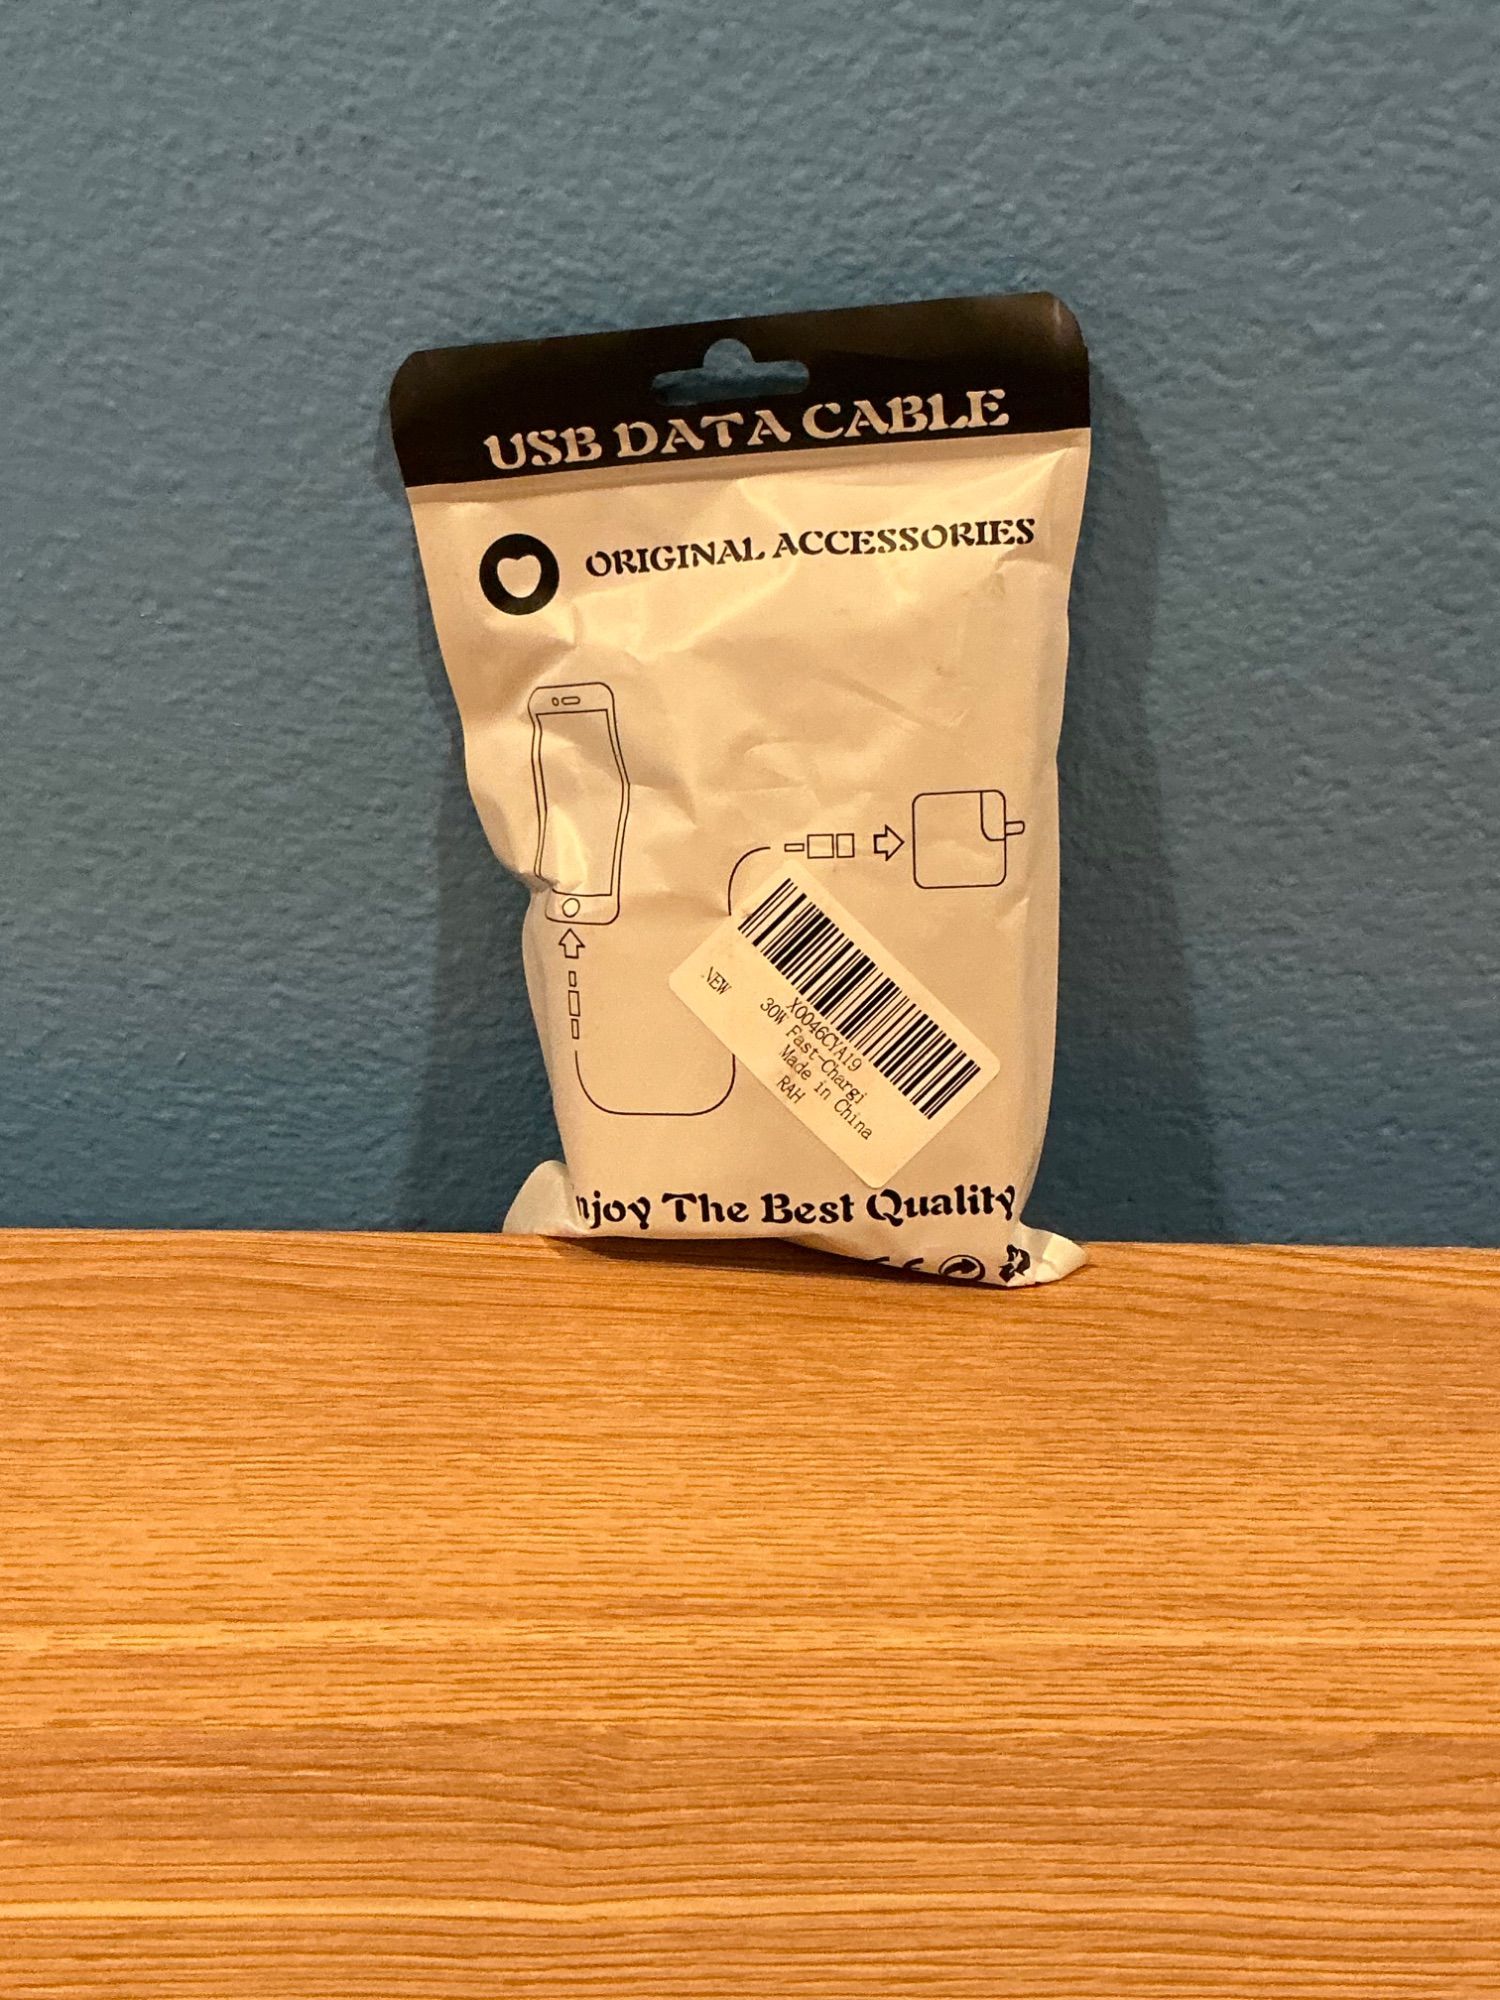 USB DATA CABLE
ORIGINAL ACCESSORIES
X0046CYA19
NEW 30W Fast-Chargi
Made in China
RAH
njoy The Best Quality